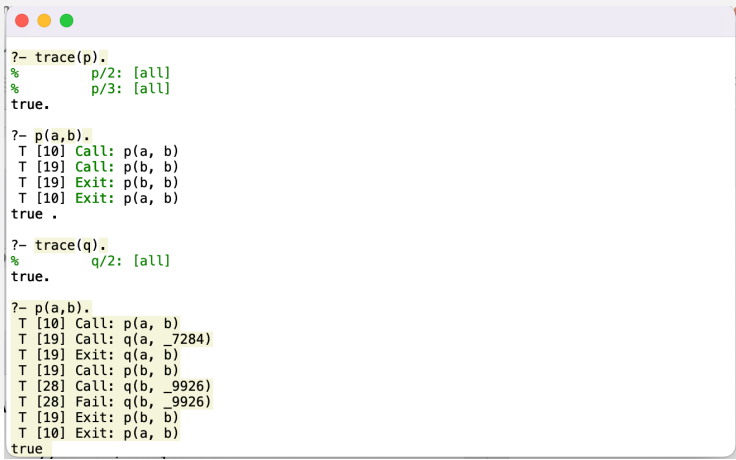 ?- trace(p).
%         p/2: [all]
%         p/3: [all]
true.
?- p(a,b).
 T [10] Call: p(a, b)
 T [19] Call: p(b, b)
 T [19] Exit: p(b, b)
 T [10] Exit: p(a, b)
true .
?- trace(q).
%         q/2: [all]
true.
?- p(a,b).
 T [10] Call: p(a, b)
 T [19] Call: q(a, _7284)
 T [19] Exit: q(a, b)
 T [19] Call: p(b, b)
 T [28] Call: q(b, _9926)
 T [28] Fail: q(b, _9926)
 T [19] Exit: p(b, b)
 T [10] Exit: p(a, b)
true